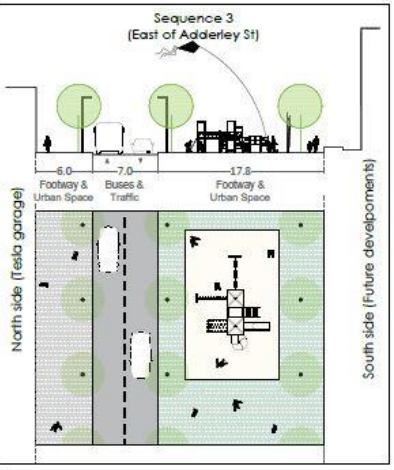 Sequence 3
(East of Adderley St)
6.0
7.0
17.8
Footway &
Urban Space
Buses &
Traffic
Footway &
Urban Space
North side (Tesla garage)
South side (Future develpoments)